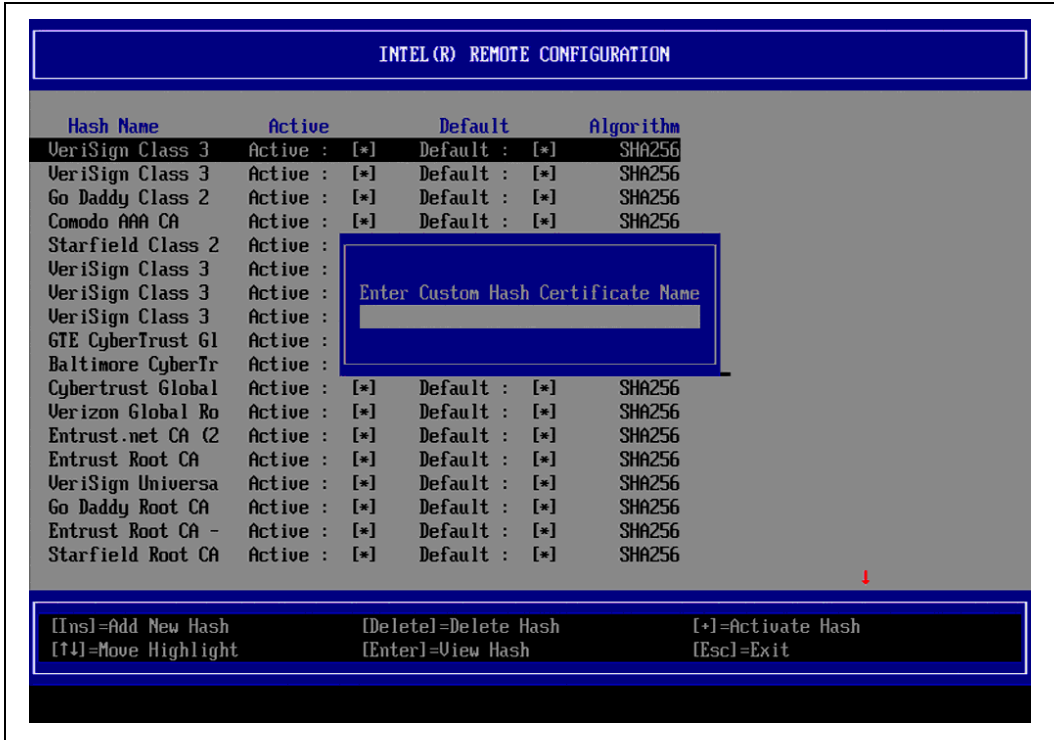 INTEL(R) REMOTE CONFIGURATION
Hash Name Active Default Algorithm
VeriSign Class 3 Active : [*] Default : [*] SHA256
VeriSign Class 3 Active : [*] Default : [*] SHA256
Go Daddy Class 2 Active : [*] Default : [*] SHA256
Comodo AAA CA Active : [*] Default : [*] SHA256
Starfield Class 2 Active :
VeriSign Class 3 Active :
VeriSign Class 3 Active :
Enter Custom Hash Certificate Name
VeriSign Class 3 Active :
GTE CyberTrust Gl Active :
Baltimore CyberTr Active :
Cybertrust Global Active : [*] Default : [*] SHA256
Verizon Global Ro Active : [*] Default : [*] SHA256
Entrust.net CA (2 Active : [*] Default : [*] SHA256
Entrust Root CA Active : [*] Default : [*] SHA256
VeriSign Universa Active : [*] Default : [*] SHA256
Go Daddy Root CA Active : [*] Default : [*] SHA256
Entrust Root CA - Active : [*] Default : [*] SHA256
Starfield Root CA Active : [*] Default : [*] SHA256
↓
[Ins]=Add New Hash [Delete]=Delete Hash [+]=Activate Hash
[↑↓]=Move Highlight [Enter]=View Hash [Esc]=Exit